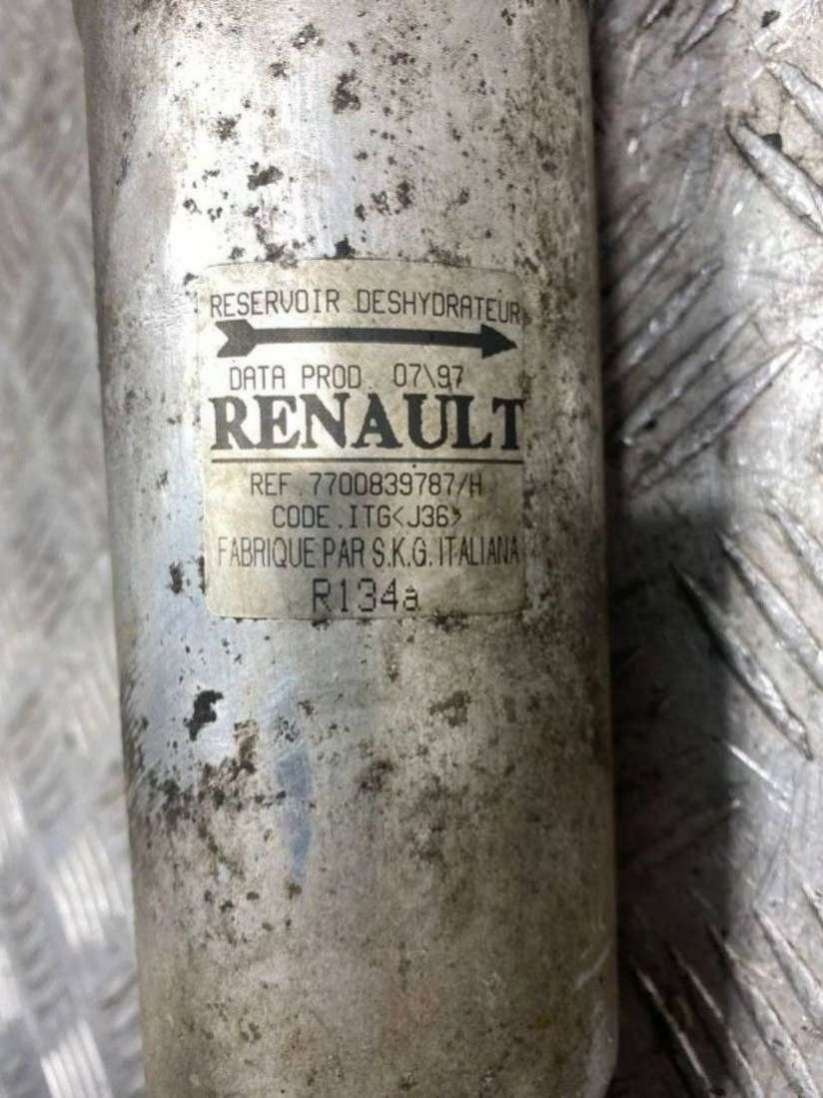 RESERVOIR DESHYDRATEUR
DATA PROD. 07\97
RENAULT
REF.7700839787/H
CODE.ITG<J36>
FABRIQUE PAR S.K.G. ITALIANA
R134a